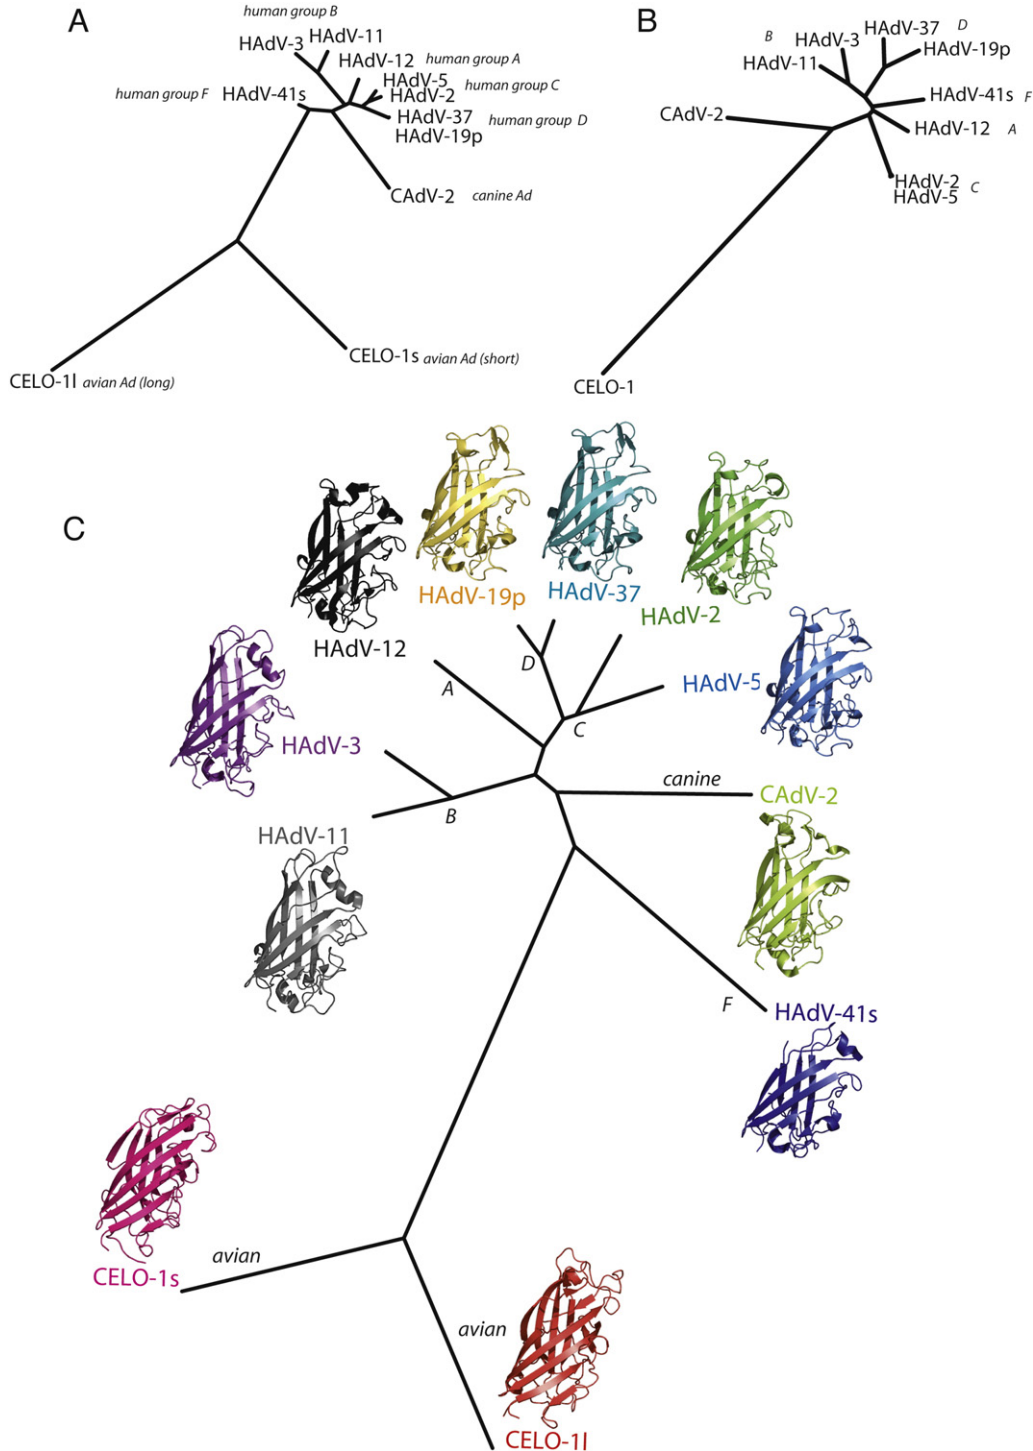 A
human group B
HAdV-3
HAdV-11
HAdV-12 human group A
HAdV-5
HAdV-2 human group C
human group F HAdV-41s
HAdV-37 human group D
HAdV-19p
CAdV-2 canine Ad
CELO-1s avian Ad (short)
CELO-1l avian Ad (long)
B
B
HAdV-3
HAdV-11
HAdV-37 D
HAdV-19p
CAdV-2
HAdV-41s F
HAdV-12 A
HAdV-2
HAdV-5 C
CELO-1
C
HAdV-19p
HAdV-37
HAdV-2
HAdV-12
D
A
C
HAdV-5
HAdV-3
canine
CAdV-2
B
HAdV-11
F
HAdV-41s
avian
CELO-1s
avian
CELO-1l